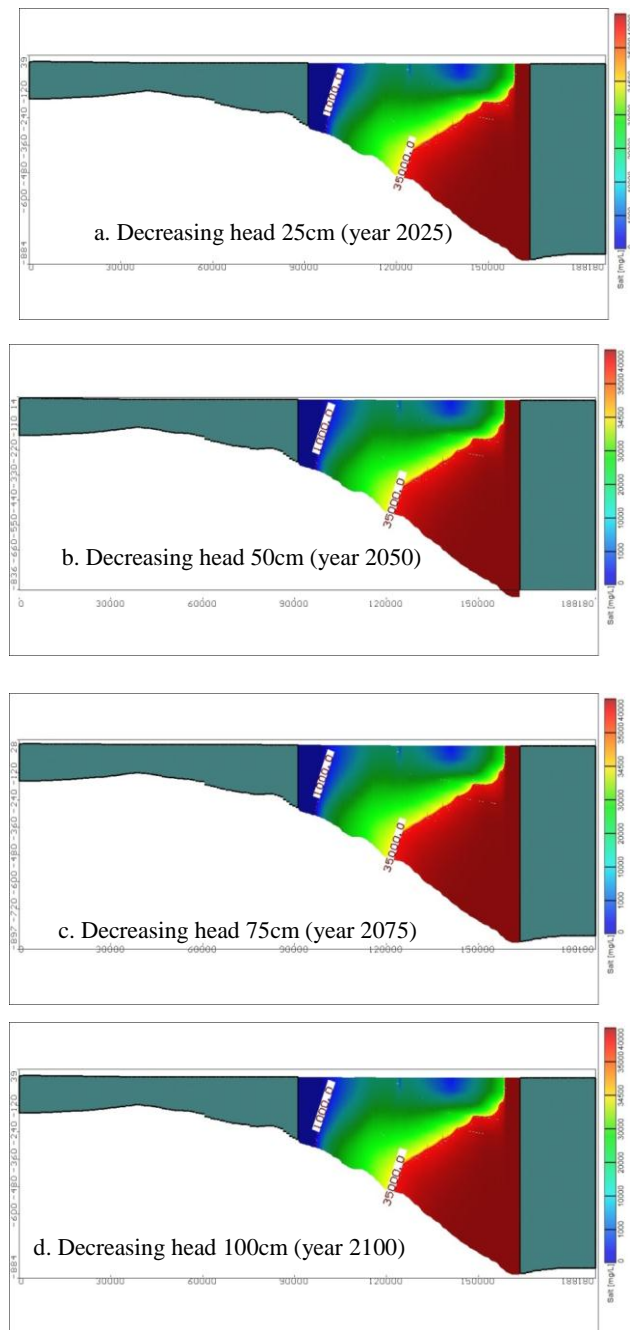 -884 -600 -480 -360 -240 -120 39
1000.0
35000.0
a. Decreasing head 25cm (year 2025)
0 30000 60000 90000 120000 150000 188180
Salt [mg/L]
-836 -660 -550 -440 -330 -220 -110 14
1000.0
35000.0
b. Decreasing head 50cm (year 2050)
0 30000 60000 90000 120000 150000 188180
0 1000 10000 20000 30000 34500 35000 40000
Salt [mg/L]
-897 -720 -600 -480 -360 -240 -120 28
1000.0
35000.0
c. Decreasing head 75cm (year 2075)
0 30000 60000 90000 120000 150000 188180
0 1000 10000 20000 30000 34500 35000 40000
Salt [mg/L]
-884 -600 -480 -360 -240 -120 39
1000.0
35000.0
d. Decreasing head 100cm (year 2100)
0 30000 60000 90000 120000 150000 188180
0 1000 10000 20000 30000 34500 35000 40000
Salt [mg/L]